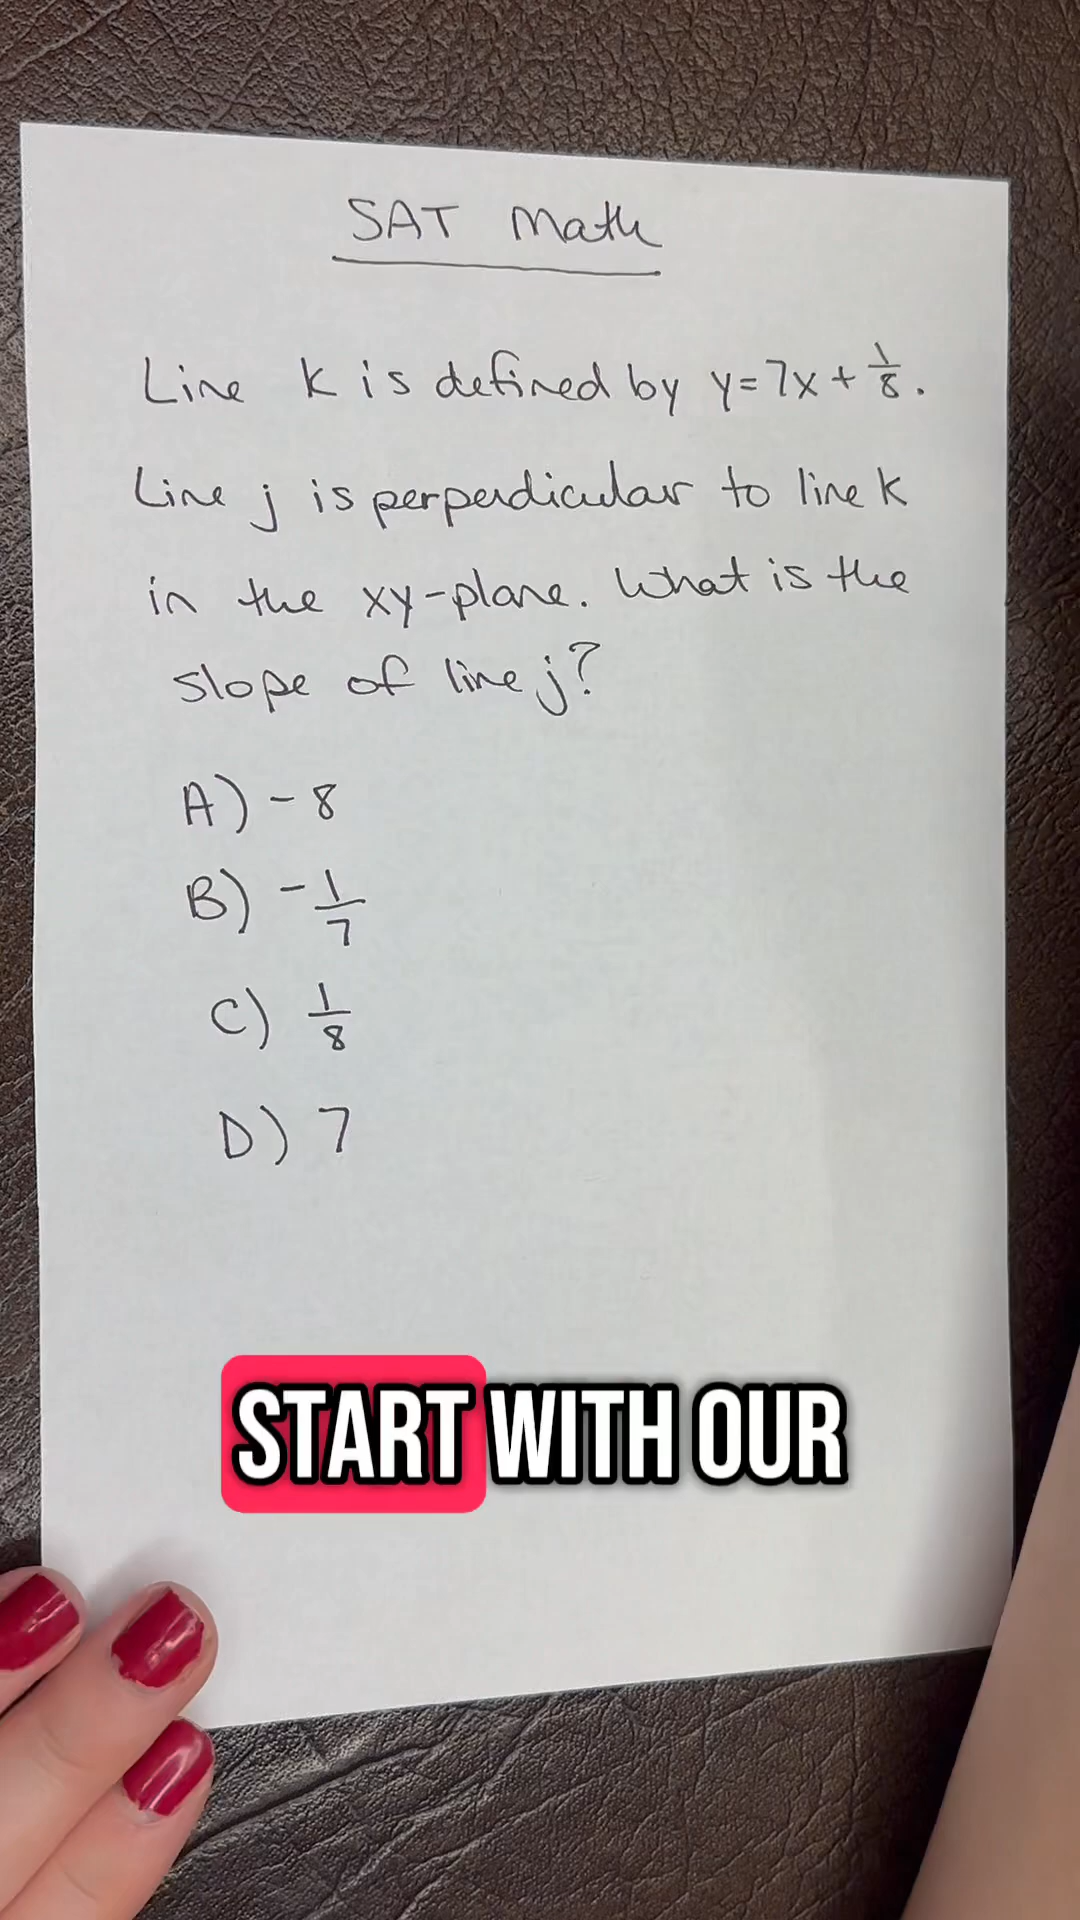 SAT Math
Line k is defined by y=7x+1/8.
Line j is perpendicular to line k
in the xy-plane. What is the
slope of line j?
A) -8
B) -1/7
C) 1/8
D) 7
START WITH OUR